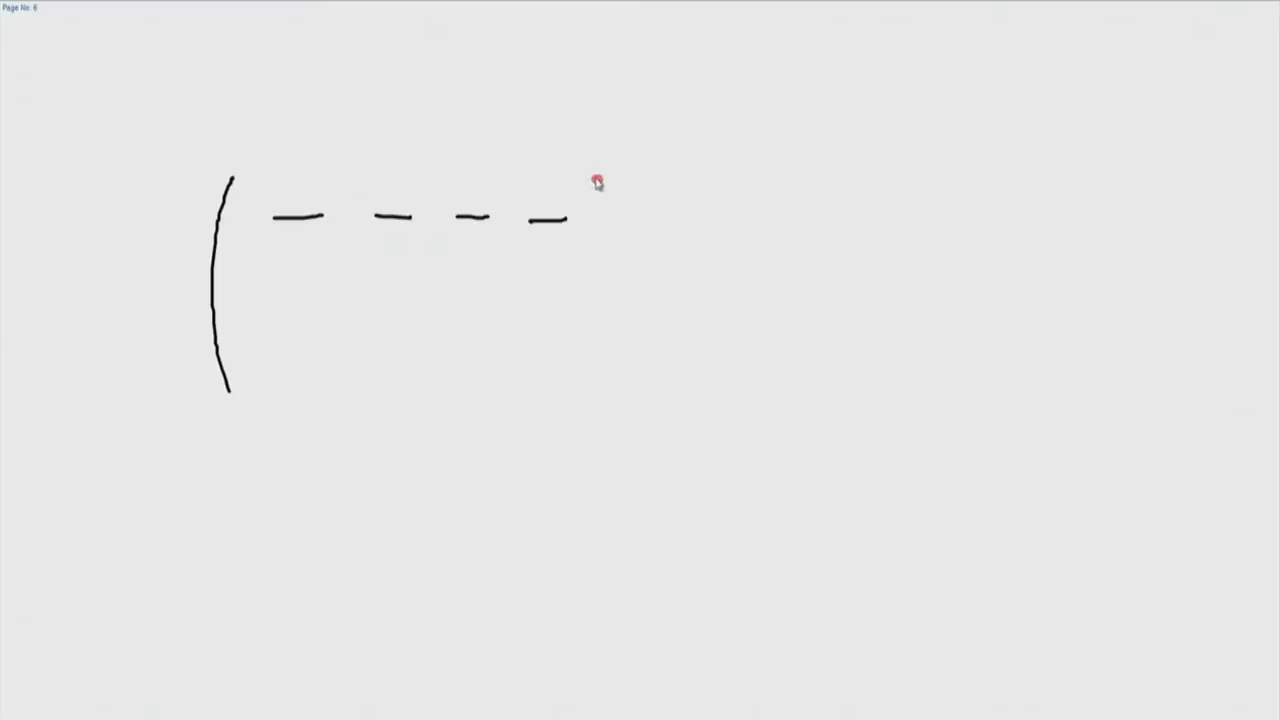 Page No: 6
( — — — —